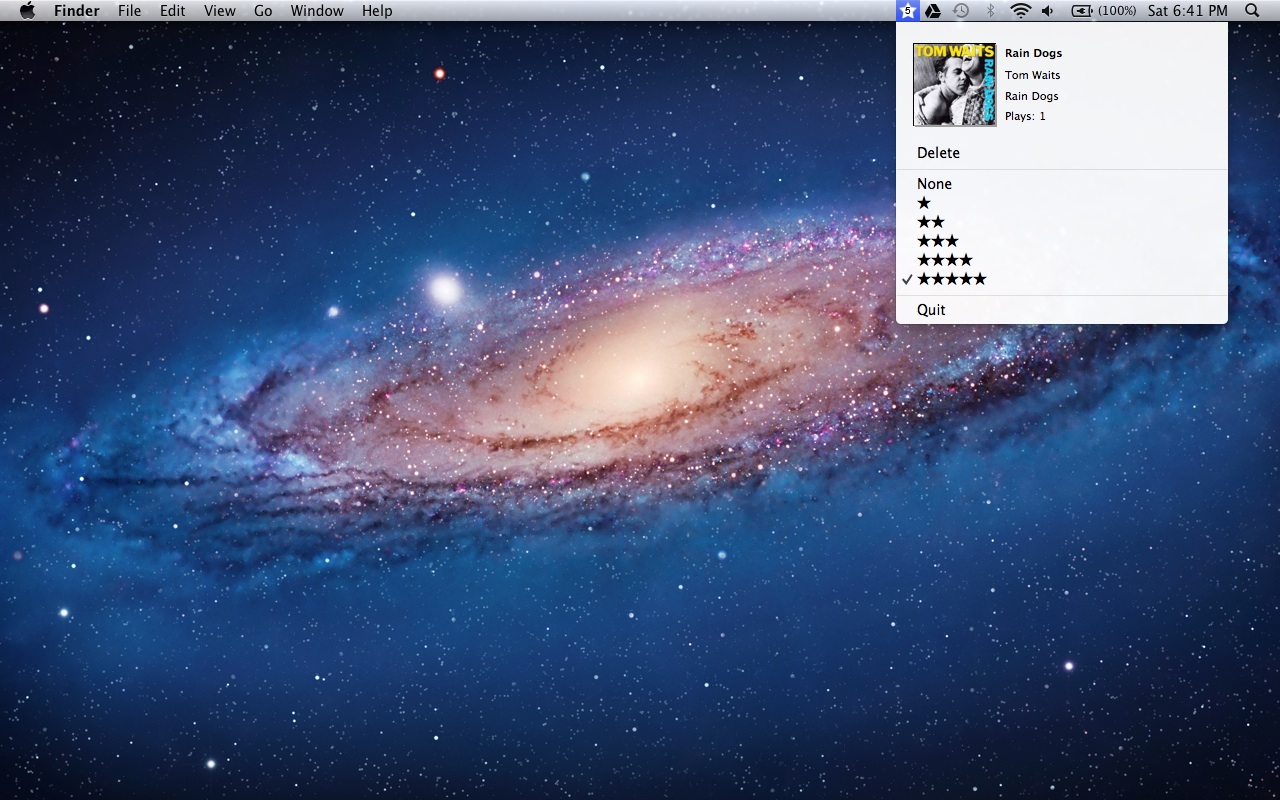 Finder File Edit View Go Window Help 5 (100%) Sat 6:41 PM
TOM WAITS
RAIN DOGS
Rain Dogs
Tom Waits
Rain Dogs
Plays: 1
Delete
None
★
★★
★★★
★★★★
✓ ★★★★★
Quit